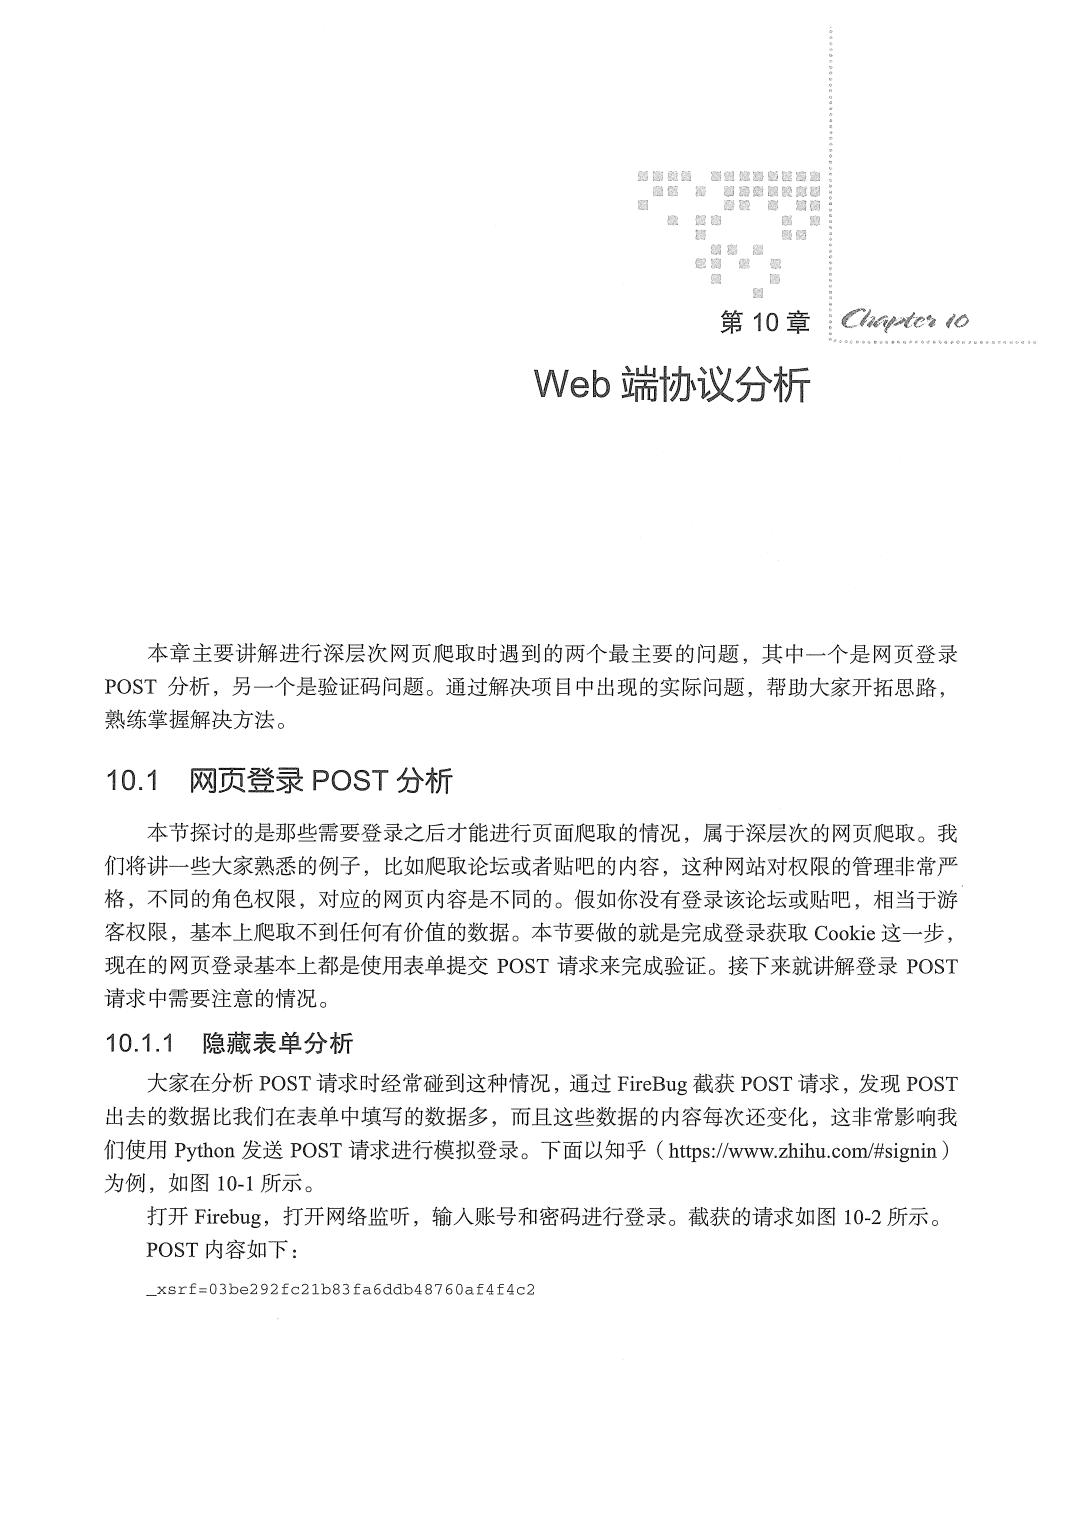 第 10 章
Chapter 10
Web 端协议分析
本章主要讲解进行深层次网页爬取时遇到的两个最主要的问题，其中一个是网页登录
POST 分析，另一个是验证码问题。通过解决项目中出现的实际问题，帮助大家开拓思路，
熟练掌握解决方法。
10.1 网页登录 POST 分析
本节探讨的是那些需要登录之后才能进行页面爬取的情况，属于深层次的网页爬取。我
们将讲一些大家熟悉的例子，比如爬取论坛或者贴吧的内容，这种网站对权限的管理非常严
格，不同的角色权限，对应的网页内容是不同的。假如你没有登录该论坛或贴吧，相当于游
客权限，基本上爬取不到任何有价值的数据。本节要做的就是完成登录获取 Cookie 这一步，
现在的网页登录基本上都是使用表单提交 POST 请求来完成验证。接下来就讲解登录 POST
请求中需要注意的情况。
10.1.1 隐藏表单分析
大家在分析 POST 请求时经常碰到这种情况，通过 FireBug 截获 POST 请求，发现 POST
出去的数据比我们在表单中填写的数据多，而且这些数据的内容每次还变化，这非常影响我
们使用 Python 发送 POST 请求进行模拟登录。下面以知乎（https://www.zhihu.com/#signin）
为例，如图 10-1 所示。
打开 Firebug，打开网络监听，输入账号和密码进行登录。截获的请求如图 10-2 所示。
POST 内容如下：
_xsrf=03be292fc21b83fa6ddb48760af4f4c2